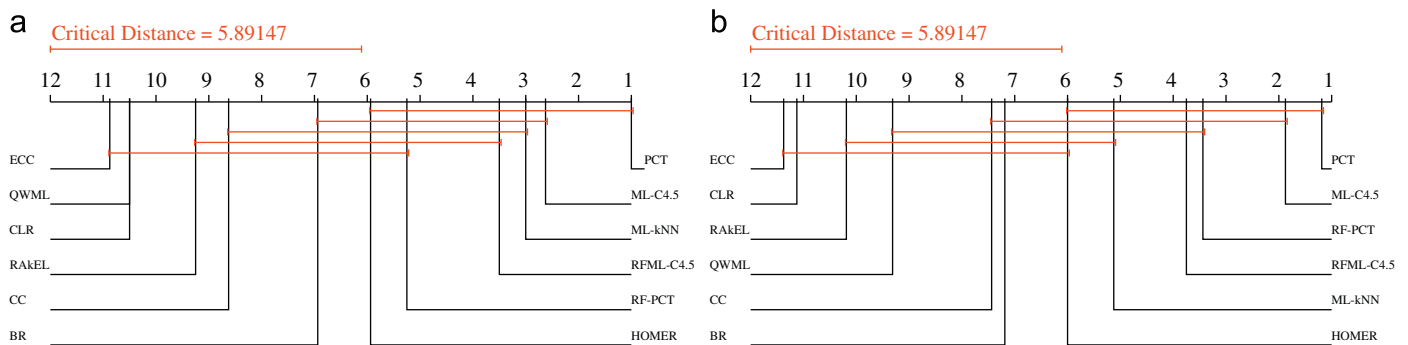 a
Critical Distance = 5.89147
12 11 10 9 8 7 6 5 4 3 2 1
ECC PCT
QWML ML-C4.5
CLR ML-kNN
RAkEL RFML-C4.5
CC RF-PCT
BR HOMER
b
Critical Distance = 5.89147
12 11 10 9 8 7 6 5 4 3 2 1
ECC PCT
CLR ML-C4.5
RAkEL RF-PCT
QWML RFML-C4.5
CC ML-kNN
BR HOMER